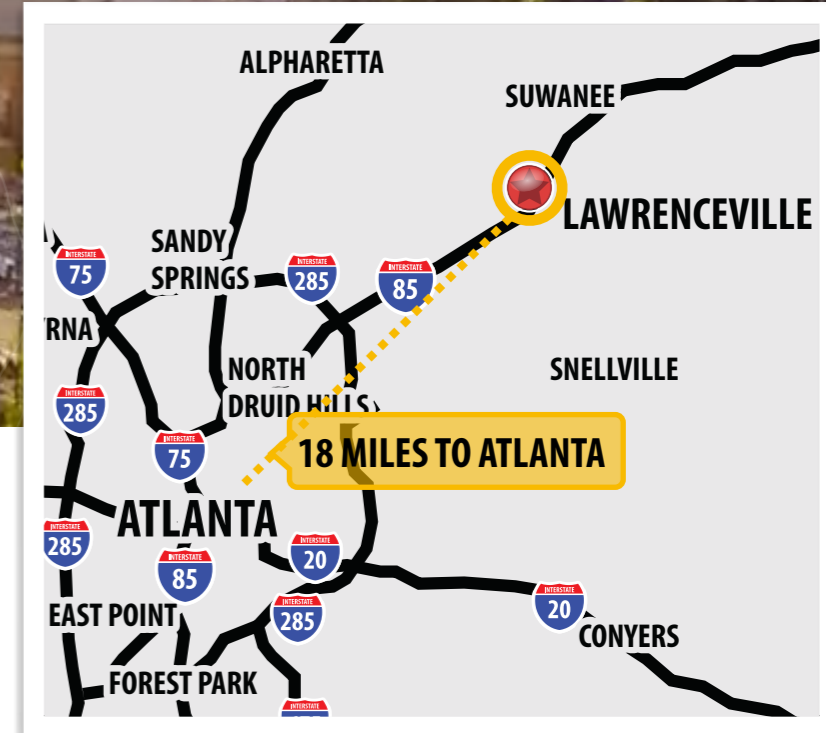 ALPHARETTA
SUWANEE
LAWRENCEVILLE
SANDY
SPRINGS
INTERSTATE
75
INTERSTATE
285
INTERSTATE
85
RNA
NORTH
DRUID HILLS
SNELLVILLE
INTERSTATE
285
INTERSTATE
75
18 MILES TO ATLANTA
ATLANTA
INTERSTATE
285
INTERSTATE
20
INTERSTATE
85
INTERSTATE
20
EAST POINT
INTERSTATE
285
CONYERS
FOREST PARK
INTERSTATE